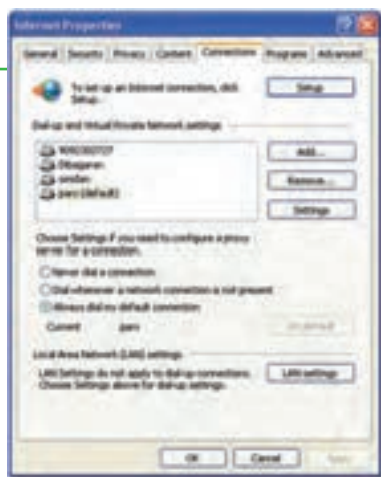 Internet Properties
General Security Privacy Content Connections Programs Advanced
To set up an Internet connection, click
Setup.
Setup
Dial-up and Virtual Private Network settings
Add...
Dibagaran
Remove...
pars (default)
Settings
Choose Settings if you need to configure a proxy
server for a connection.
Never dial a connection
Dial whenever a network connection is not present
Always dial my default connection
Current pars
Set default
Local Area Network (LAN) settings
LAN Settings do not apply to dial-up connections.
Choose Settings above for dial-up settings.
LAN settings
OK Cancel Apply